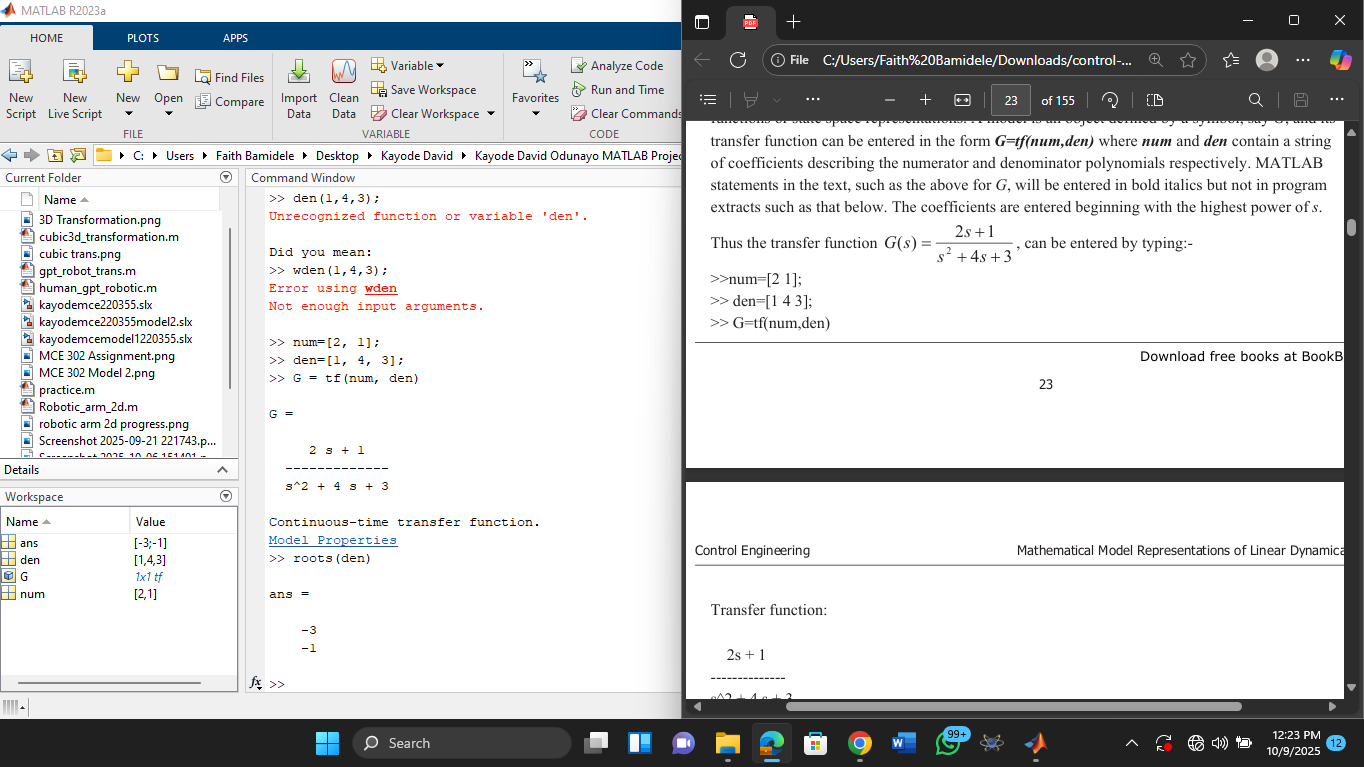 MATLAB R2023a
HOME PLOTS APPS
New Script
New Live Script
New
Open
Find Files
Compare
Import Data
Clean Data
Variable
Save Workspace
Clear Workspace
Favorites
Analyze Code
Run and Time
Clear Commands
FILE VARIABLE CODE
C: Users Faith Bamidele Desktop Kayode David Kayode David Odunayo MATLAB Projec
Current Folder
Name
3D Transformation.png
cubic3d_transformation.m
cubic trans.png
gpt_robot_trans.m
human_gpt_robotic.m
kayodemce220355.slx
kayodemce220355model2.slx
kayodemcemodel1220355.slx
MCE 302 Assignment.png
MCE 302 Model 2.png
practice.m
Robotic_arm_2d.m
robotic arm 2d progress.png
Screenshot 2025-09-21 221743.p...
Details
Workspace
Name Value
ans [-3;-1]
den [1,4,3]
G 1x1 tf
num [2,1]
Command Window
>> den(1,4,3);
Unrecognized function or variable 'den'.
Did you mean:
>> wden(1,4,3);
Error using wden
Not enough input arguments.
>> num=[2, 1];
>> den=[1, 4, 3];
>> G = tf(num, den)
G =
2 s + 1
-------------
s^2 + 4 s + 3
Continuous-time transfer function.
Model Properties
>> roots(den)
ans =
-3
-1
fx >>
PDF
File C:/Users/Faith%20Bamidele/Downloads/control-...
23 of 155
transfer function can be entered in the form G=tf(num,den) where num and den contain a string
of coefficients describing the numerator and denominator polynomials respectively. MATLAB
statements in the text, such as the above for G, will be entered in bold italics but not in program
extracts such as that below. The coefficients are entered beginning with the highest power of s.
Thus the transfer function G(s) = (2s+1)/(s² + 4s + 3), can be entered by typing:-
>>num=[2 1];
>> den=[1 4 3];
>> G=tf(num,den)
Download free books at BookB
23
Control Engineering Mathematical Model Representations of Linear Dynamica
Transfer function:
2s + 1
--------------
s^2 + 4 s + 3
Search
99+
12:23 PM
10/9/2025
12